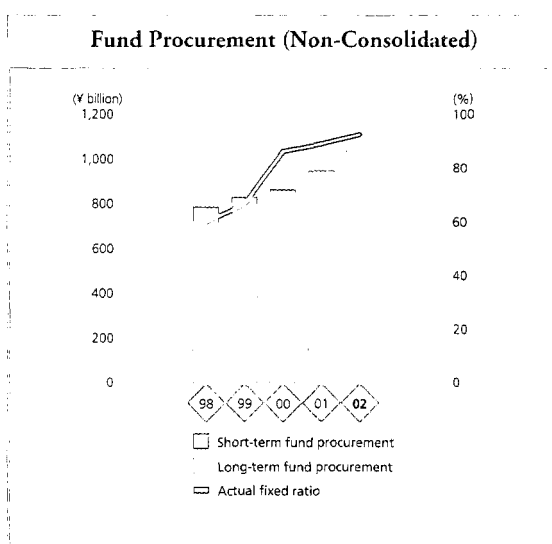 Fund Procurement (Non-Consolidated)
(¥ billion) (%)
1,200 100
1,000
80
800
60
600
40
400
20
200
0 0
98 99 00 01 02
Short-term fund procurement
Long-term fund procurement
Actual fixed ratio